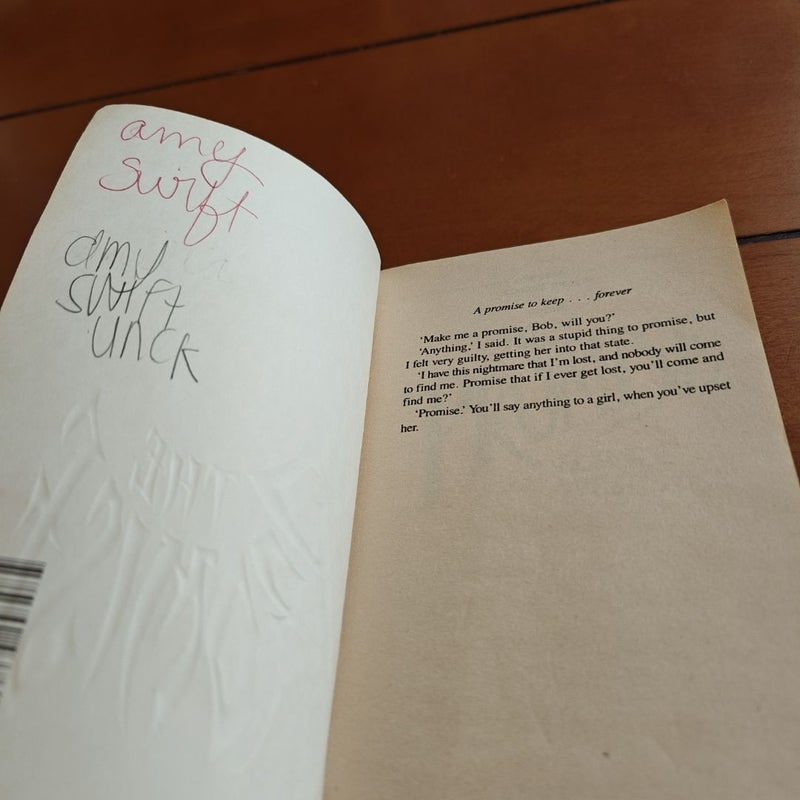 amy
swift
amy
swift
unck
A promise to keep . . . forever
'Make me a promise, Bob, will you?'
'Anything,' I said. It was a stupid thing to promise, but
I felt very guilty, getting her into that state.
'I have this nightmare that I'm lost, and nobody will come
to find me. Promise that if I ever get lost, you'll come and
find me?'
'Promise.' You'll say anything to a girl, when you've upset
her.